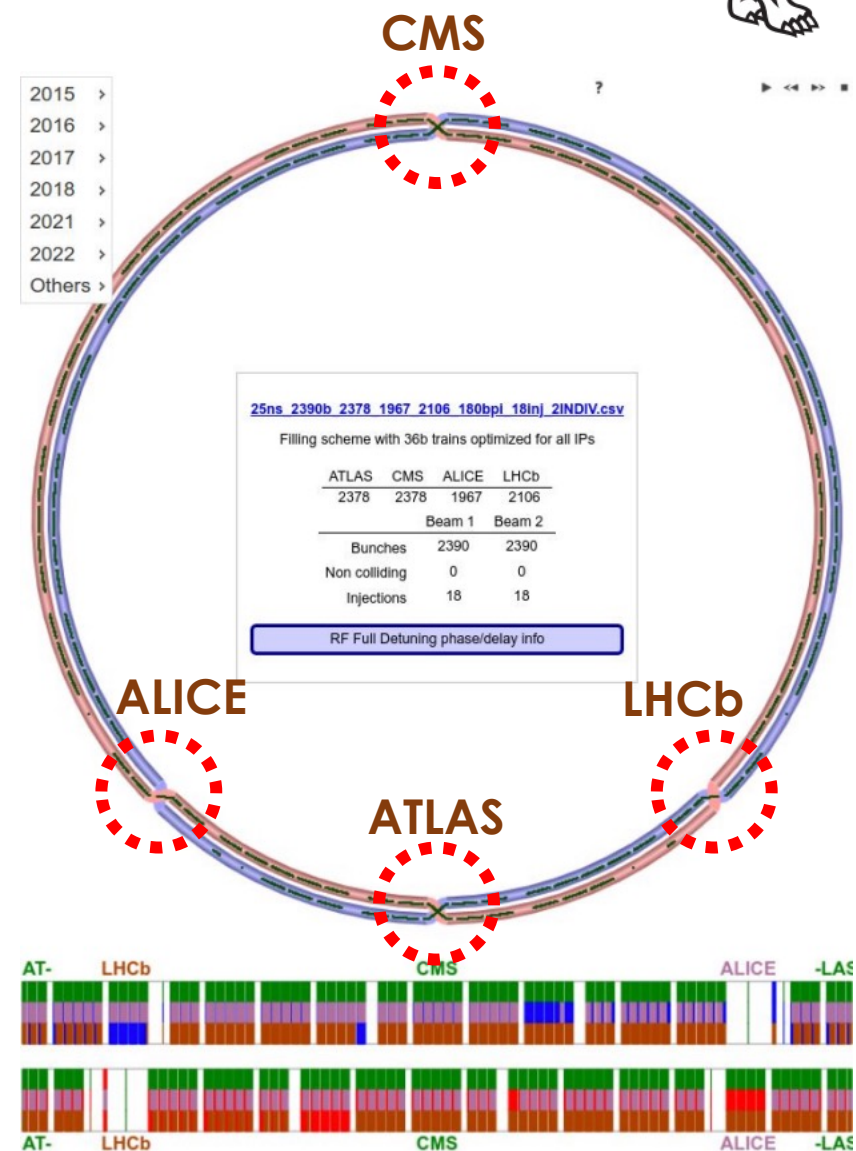 CMS
2015 >
2016 >
2017 >
2018 >
2021 >
2022 >
Others >
?
25ns_2390b_2378_1967_2106_180bpi_18inj_2INDIV.csv
Filling scheme with 36b trains optimized for all IPs
ATLAS CMS ALICE LHCb
2378 2378 1967 2106
Beam 1 Beam 2
Bunches 2390 2390
Non colliding 0 0
Injections 18 18
RF Full Detuning phase/delay info
ALICE LHCb
ATLAS
AT- LHCb CMS ALICE -LAS
AT- LHCb CMS ALICE -LAS